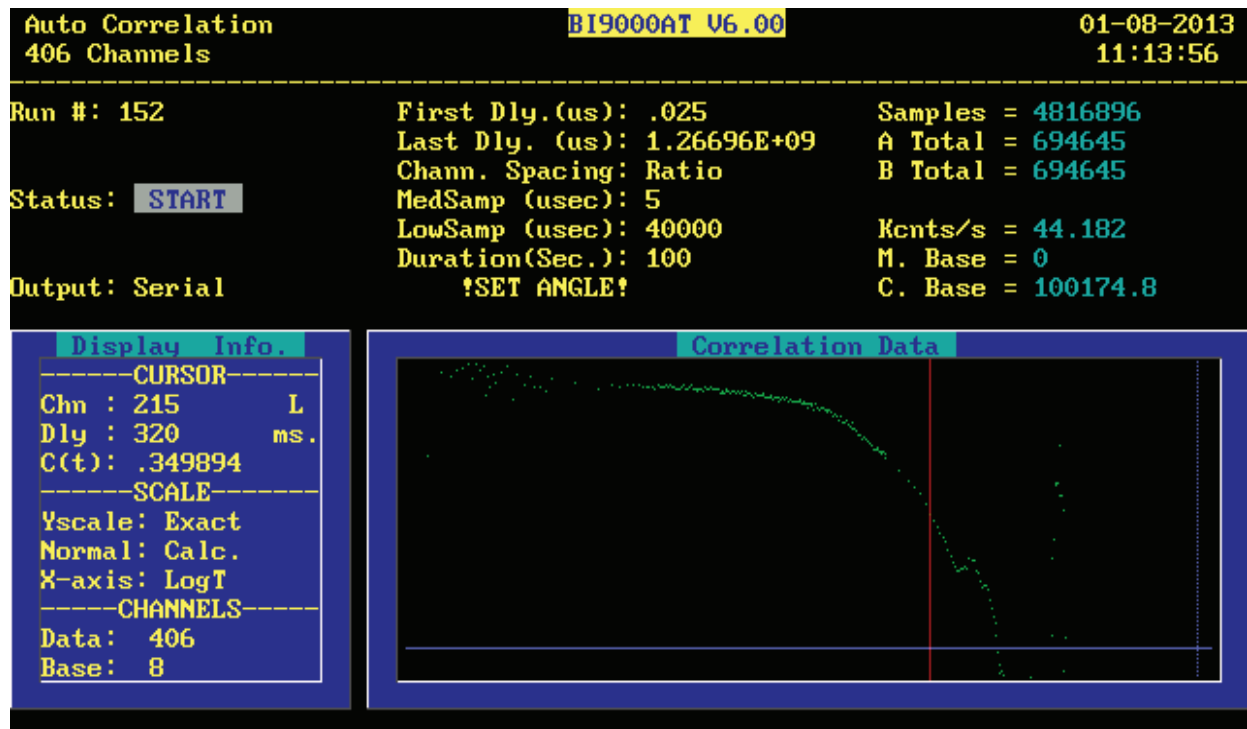 Auto Correlation BI9000AT V6.00 01-08-2013
406 Channels 11:13:56
Run #: 152 First Dly.(us): .025 Samples = 4816896
Last Dly. (us): 1.26696E+09 A Total = 694645
Chann. Spacing: Ratio B Total = 694645
Status: START MedSamp (usec): 5
LowSamp (usec): 40000 Kcnts/s = 44.182
Duration(Sec.): 100 M. Base = 0
Output: Serial !SET ANGLE! C. Base = 100174.8
Display Info.
------CURSOR------
Chn : 215 L
Dly : 320 ms.
C(t): .349894
------SCALE-------
Yscale: Exact
Normal: Calc.
X-axis: LogT
-----CHANNELS-----
Data: 406
Base: 8
Correlation Data